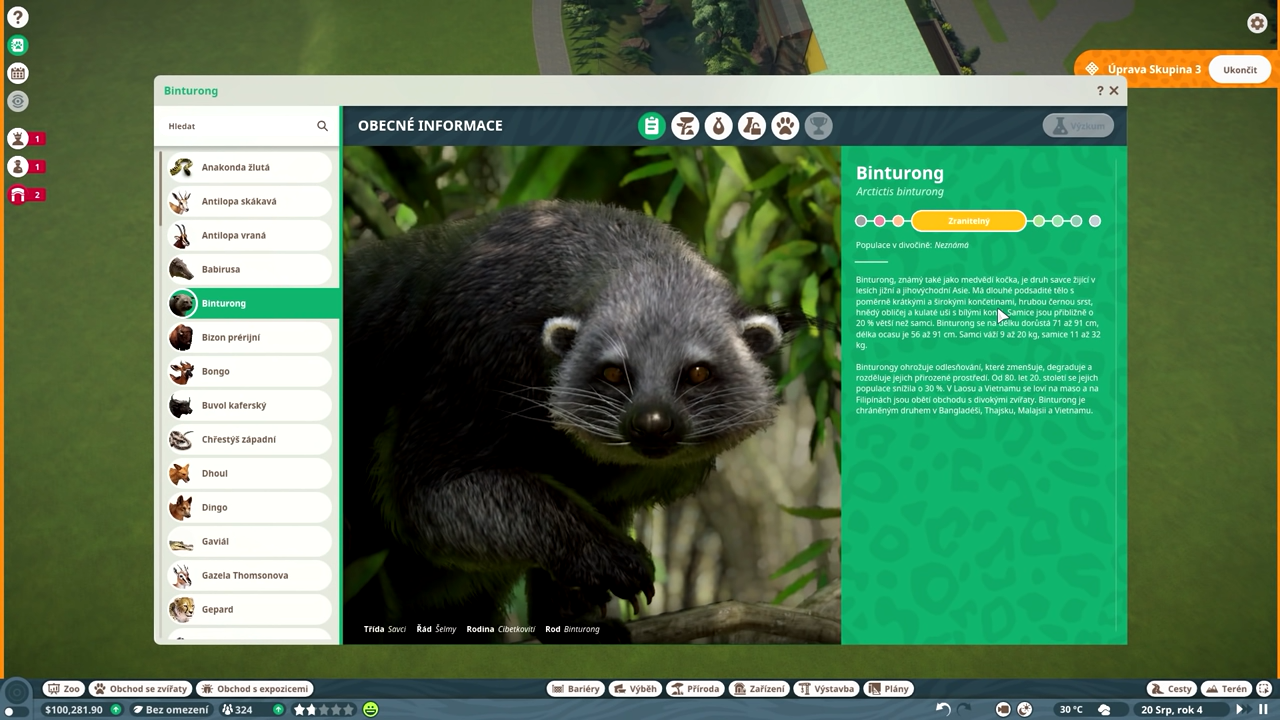 1
1
2
Úprava Skupina 3
Ukončit
Binturong
?
Hledat
OBECNÉ INFORMACE
Výzkum
Anakonda žlutá
Antilopa skákavá
Antilopa vraná
Babirusa
Binturong
Bizon prérijní
Bongo
Buvol kaferský
Chřestýš západní
Dhoul
Dingo
Gaviál
Gazela Thomsonova
Gepard
Třída Savci Řád Šelmy Rodina Cibetkovití Rod Binturong
Binturong
Arctictis binturong
Zranitelný
Populace v divočině: Neznámá
Binturong, známý také jako medvědí kočka, je druh savce žijící v
lesích jižní a jihovýchodní Asie. Má dlouhé podsadité tělo s
poměrně krátkými a širokými končetinami, hrubou černou srst,
hnědý obličej a kulaté uši s bílými Samice jsou přibližně o
20 % větší než samci. Binturong se na délku dorůstá 71 až 91 cm,
délka ocasu je 56 až 91 cm. Samci váží 9 až 20 kg, samice 11 až 32
kg.
Binturongy ohrožuje odlesňování, které zmenšuje, degraduje a
rozděluje jejich přirozené prostředí. Od 80. let 20. století se jejich
populace snížila o 30 %. V Laosu a Vietnamu se loví na maso a na
Filipínách jsou obětí obchodu s divokými zvířaty. Binturong je
chráněným druhem v Bangladéši, Thajsku, Malajsii a Vietnamu.
Zoo
Obchod se zvířaty
Obchod s expozicemi
Bariéry
Výběh
Příroda
Zařízení
Výstavba
Plány
Cesty
Terén
$100,281.90
Bez omezení
324
30 °C
20 Srp, rok 4